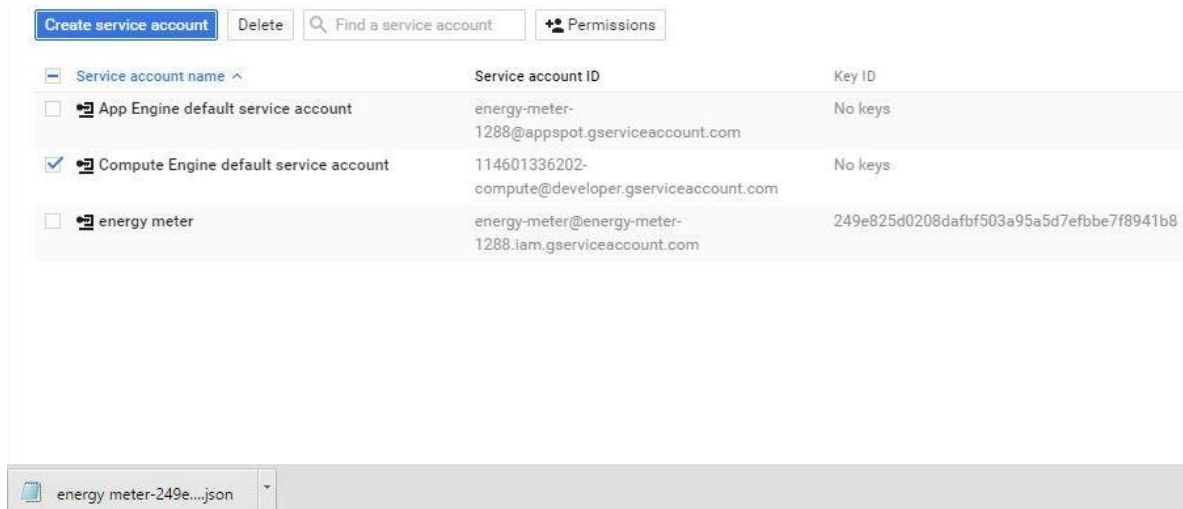 Create service account Delete Find a service account Permissions
Service account name Service account ID Key ID
App Engine default service account energy-meter- No keys
1288@appspot.gserviceaccount.com
Compute Engine default service account 114601336202- No keys
compute@developer.gserviceaccount.com
energy meter energy-meter@energy-meter- 249e825d0208dafbf503a95a5d7efbbe7f8941b8
1288.iam.gserviceaccount.com
energy meter-249e....json